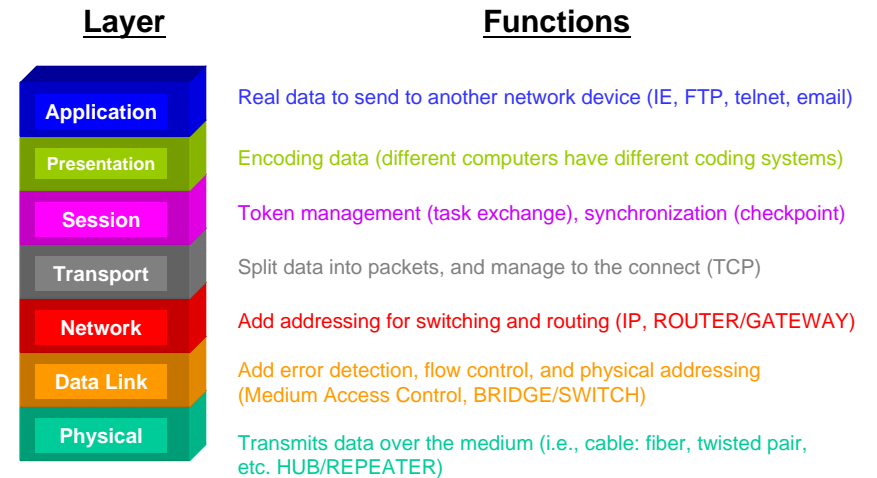 Layer Functions
Application Real data to send to another network device (IE, FTP, telnet, email)
Presentation Encoding data (different computers have different coding systems)
Session Token management (task exchange), synchronization (checkpoint)
Transport Split data into packets, and manage to the connect (TCP)
Network Add addressing for switching and routing (IP, ROUTER/GATEWAY)
Data Link Add error detection, flow control, and physical addressing
(Medium Access Control, BRIDGE/SWITCH)
Physical Transmits data over the medium (i.e., cable: fiber, twisted pair,
etc. HUB/REPEATER)